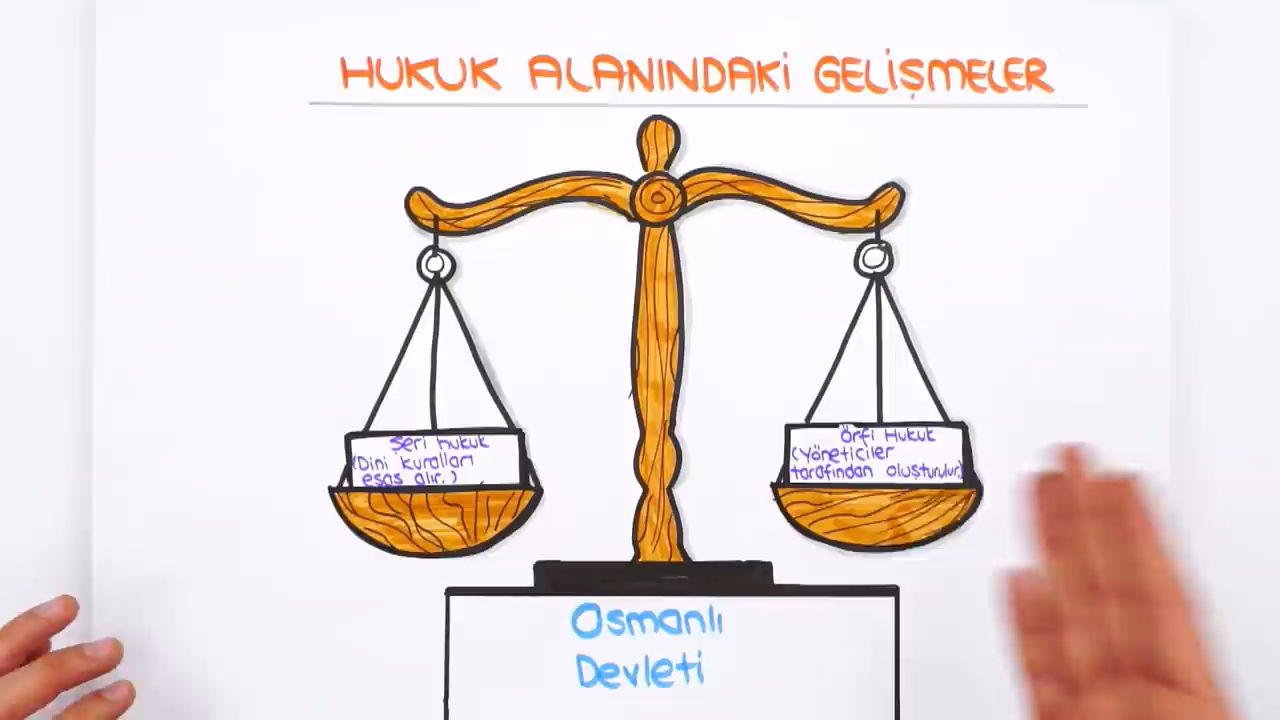 HUKUK ALANINDAKİ GELİŞMELER
Şeri hukuk
(Dini kuralları
esas alır.)
Örfi Hukuk
(Yöneticiler
tarafından oluşturulur.)
Osmanlı
Devleti